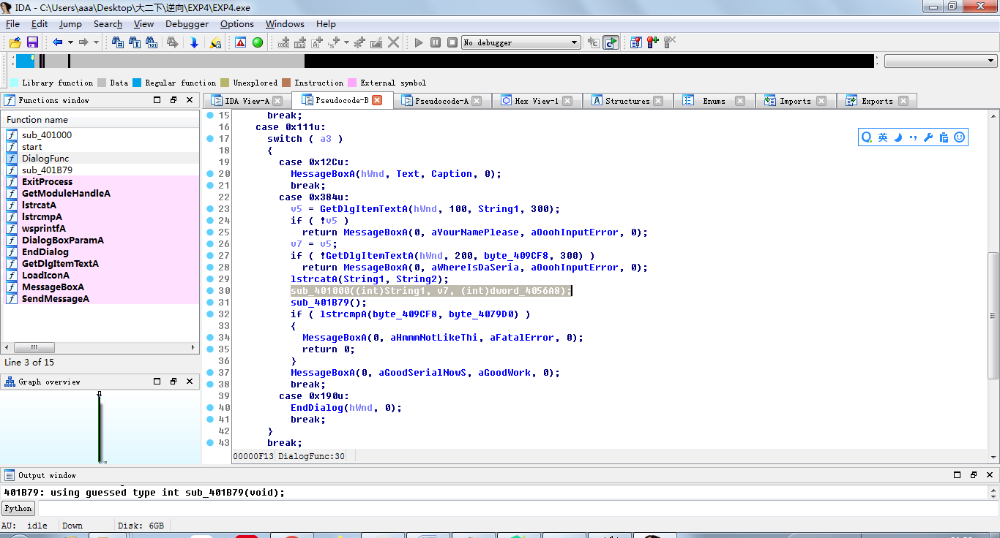 IDA - C:\Users\aaa\Desktop\大二下\逆向\EXP4\EXP4.exe
File Edit Jump Search View Debugger Options Windows Help
No debugger
Library function Data Regular function Unexplored Instruction External symbol
Functions window
IDA View-A Pseudocode-B Pseudocode-A Hex View-1 Structures Enums Imports Exports
Function name
sub_401000
start
DialogFunc
sub_401B79
ExitProcess
GetModuleHandleA
lstrcatA
lstrcmpA
wsprintfA
DialogBoxParamA
EndDialog
GetDlgItemTextA
LoadIconA
MessageBoxA
SendMessageA
Line 3 of 15
Graph overview
15 break;
16 case 0x111u:
17 switch ( a3 )
18 {
19 case 0x12Cu:
20 MessageBoxA(hWnd, Text, Caption, 0);
21 break;
22 case 0x384u:
23 v5 = GetDlgItemTextA(hWnd, 100, String1, 300);
24 if ( !v5 )
25 return MessageBoxA(0, aYourNamePlease, aOoohInputError, 0);
26 v7 = v5;
27 if ( !GetDlgItemTextA(hWnd, 200, byte_409CF8, 300) )
28 return MessageBoxA(0, aWhereIsDaSeria, aOoohInputError, 0);
29 lstrcatA(String1, String2);
30 sub_401000((int)String1, v7, (int)dword_4056A8);
31 sub_401B79();
32 if ( lstrcmpA(byte_409CF8, byte_4079D0) )
33 {
34 MessageBoxA(0, aHmmmNotLikeThi, aFatalError, 0);
35 return 0;
36 }
37 MessageBoxA(0, aGoodSerialNowS, aGoodWork, 0);
38 break;
39 case 0x190u:
40 EndDialog(hWnd, 0);
41 break;
42 }
43 break;
英
00000F13 DialogFunc:30
Output window
401B79: using guessed type int sub_401B79(void);
Python
AU: idle Down Disk: 6GB